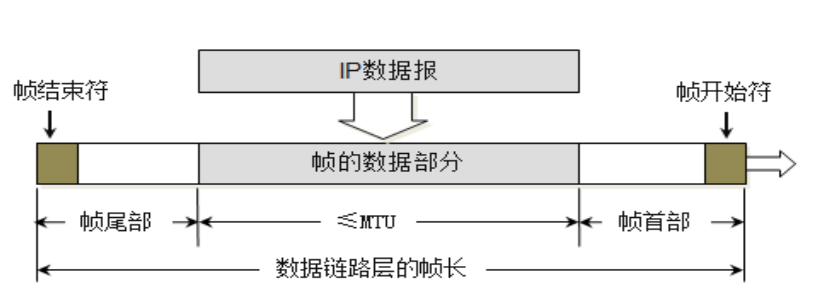 IP数据报
帧结束符
帧开始符
帧的数据部分
帧尾部
≤MTU
帧首部
数据链路层的帧长